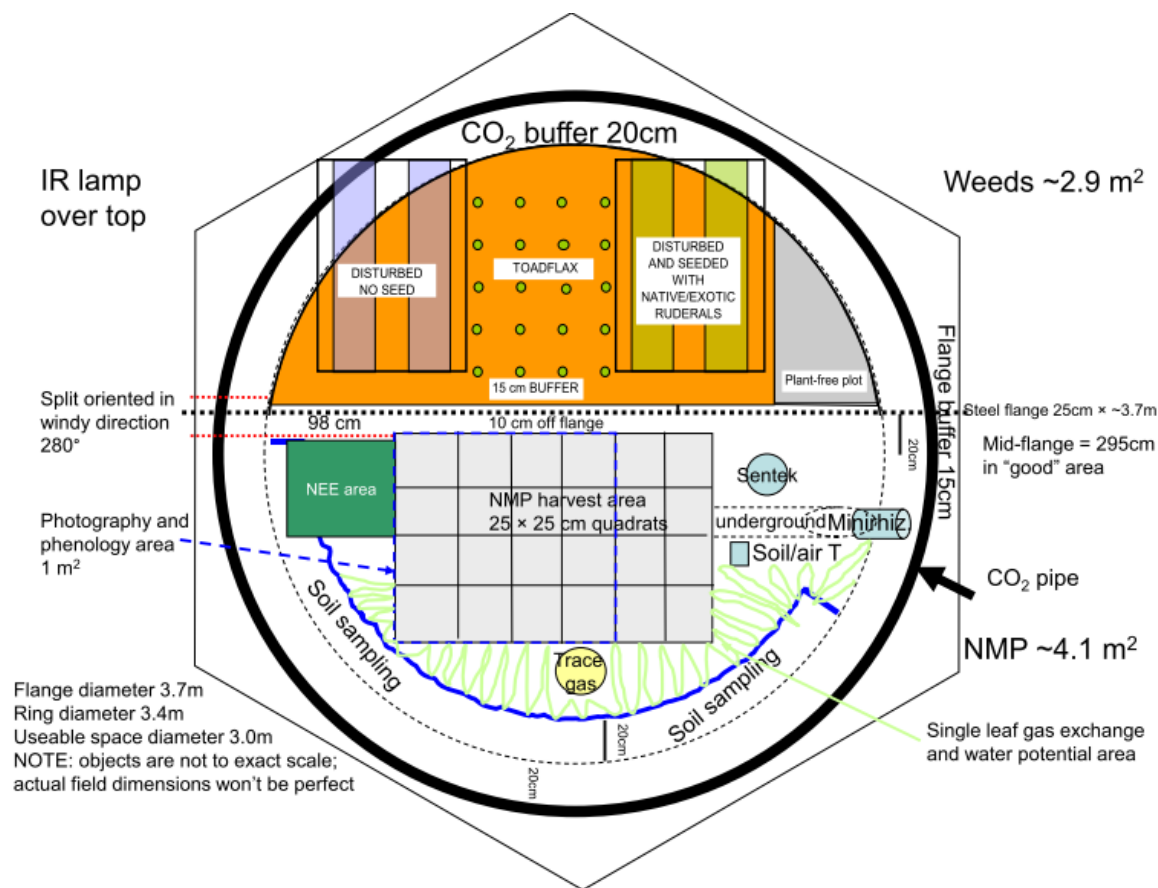 CO₂ buffer 20cm
IR lamp
over top
Weeds ~2.9 m²
DISTURBED
NO SEED
TOADFLAX
DISTURBED
AND SEEDED
WITH
NATIVE/EXOTIC
RUDERALS
Plant-free plot
15 cm BUFFER
Flange buffer 15cm
Split oriented in
windy direction
280°
Steel flange 25cm × ~3.7m
98 cm
10 cm off flange
20cm
Mid-flange = 295cm
in “good” area
NEE area
Sentek
NMP harvest area
25 × 25 cm quadrats
underground
Minirhiz
Photography and
phenology area
1 m²
Soil/air T
CO₂ pipe
Soil sampling
Trace
gas
Soil sampling
NMP ~4.1 m²
Flange diameter 3.7m
Ring diameter 3.4m
Useable space diameter 3.0m
NOTE: objects are not to exact scale;
actual field dimensions won’t be perfect
20cm
20cm
Single leaf gas exchange
and water potential area